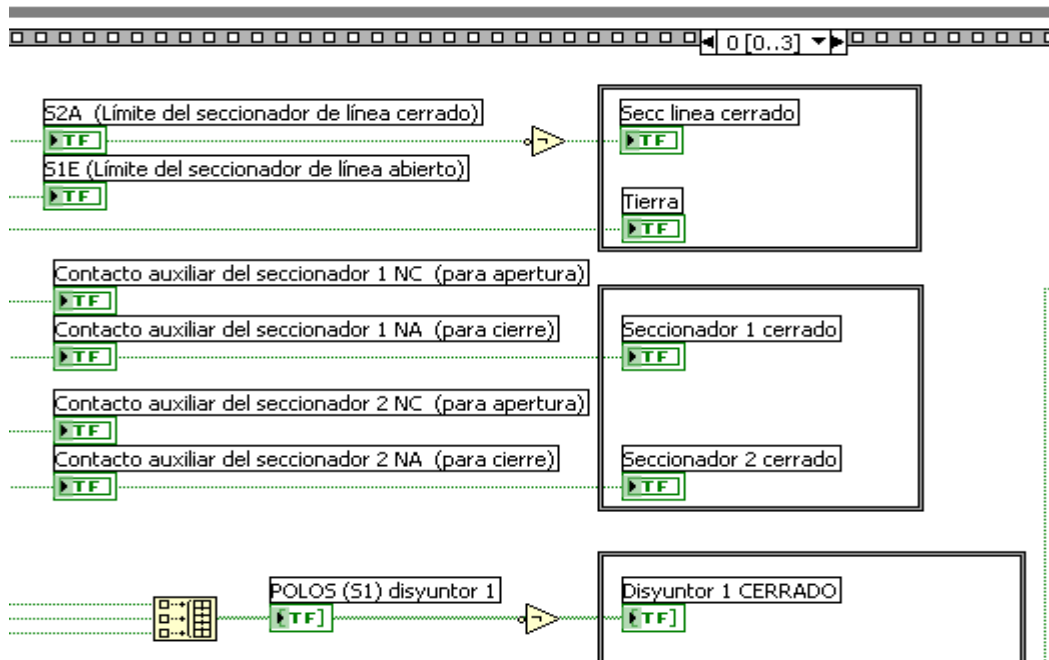 0 [0..3]
S2A (Límite del seccionador de línea cerrado)
Secc linea cerrado
TF
TF
S1E (Límite del seccionador de línea abierto)
TF
Tierra
TF
Contacto auxiliar del seccionador 1 NC (para apertura)
TF
Contacto auxiliar del seccionador 1 NA (para cierre)
Seccionador 1 cerrado
TF
TF
Contacto auxiliar del seccionador 2 NC (para apertura)
TF
Contacto auxiliar del seccionador 2 NA (para cierre)
Seccionador 2 cerrado
TF
TF
POLOS (S1) disyuntor 1
Disyuntor 1 CERRADO
[TF]
[TF]